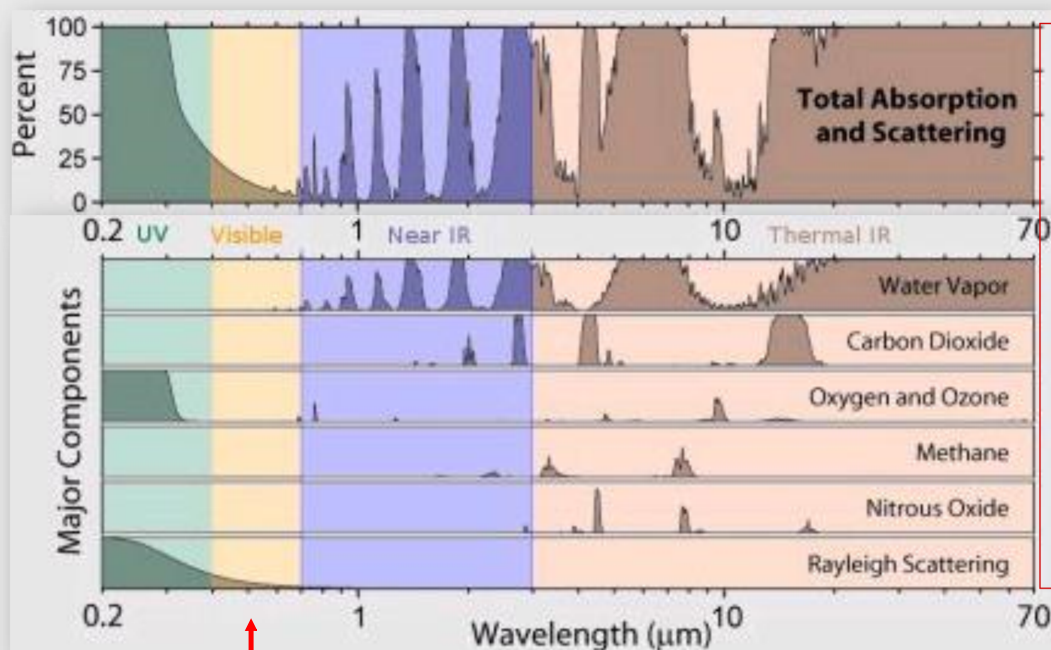 100
75
50
25
0
Percent
Total Absorption
and Scattering
0.2 UV Visible 1 Near IR 10 Thermal IR 70
Major Components
Water Vapor
Carbon Dioxide
Oxygen and Ozone
Methane
Nitrous Oxide
Rayleigh Scattering
0.2 1 10 70
Wavelength (μm)